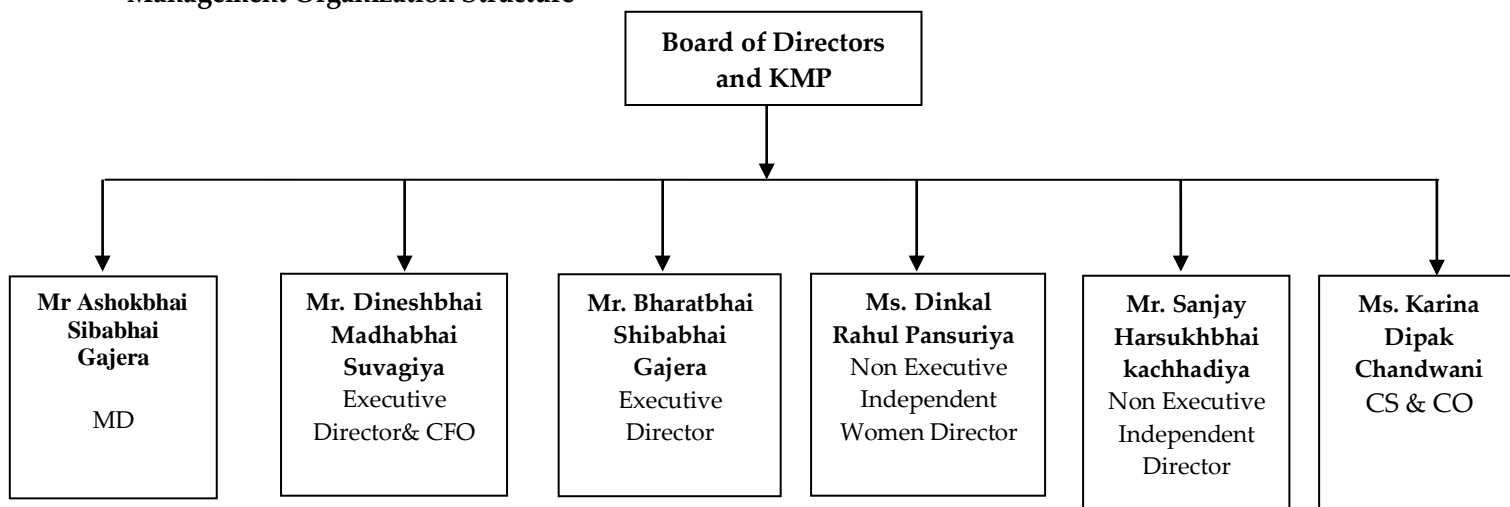 Management Organization Structure
Board of Directors
and KMP
Mr Ashokbhai
Sibabhai
Gajera
MD
Mr. Dineshbhai
Madhabhai
Suvagiya
Executive
Director& CFO
Mr. Bharatbhai
Shibabhai
Gajera
Executive
Director
Ms. Dinkal
Rahul Pansuriya
Non Executive
Independent
Women Director
Mr. Sanjay
Harsukhbhai
kachhadiya
Non Executive
Independent
Director
Ms. Karina
Dipak
Chandwani
CS & CO